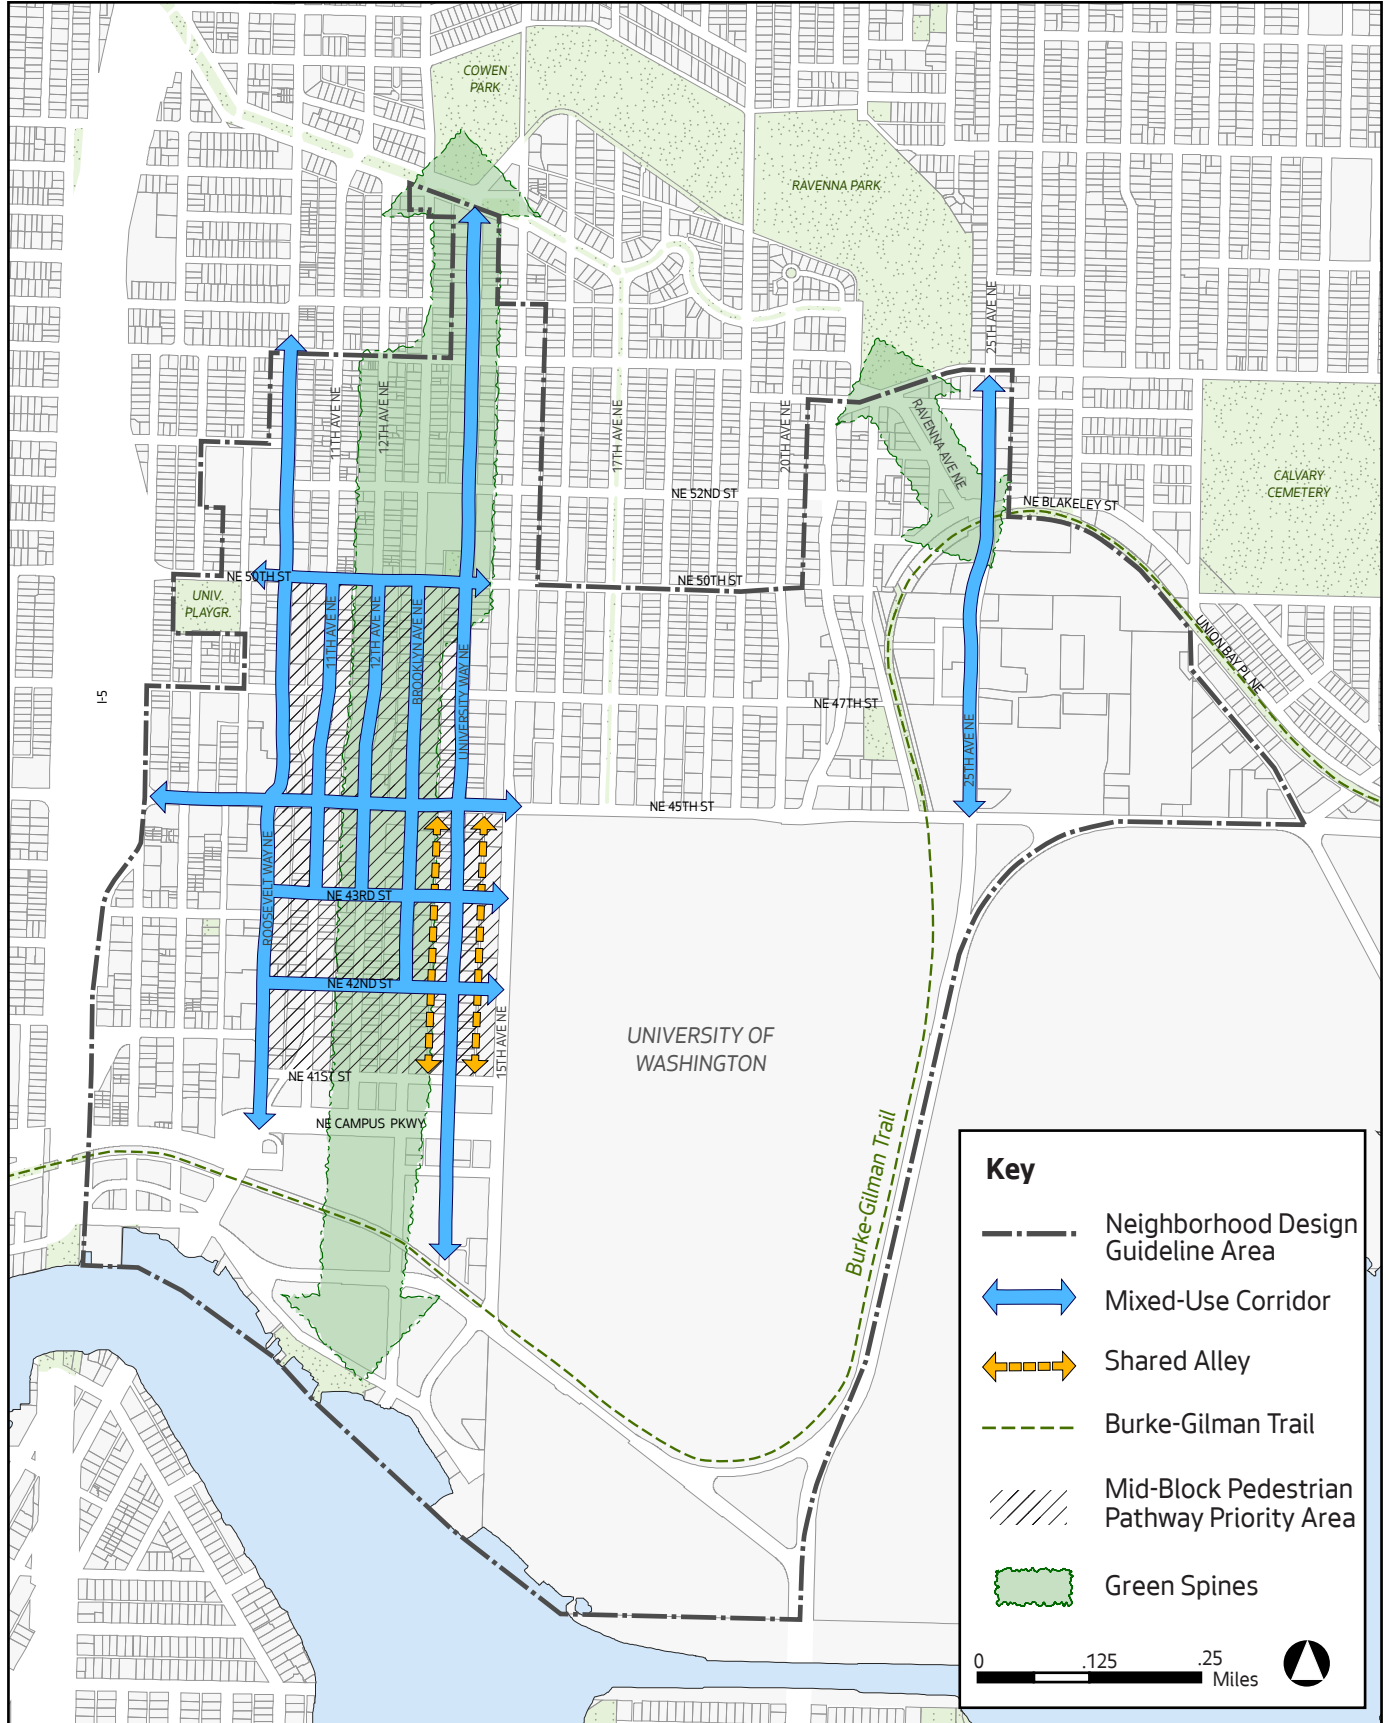 COWEN
PARK
RAVENNA PARK
25TH AVE NE
11TH AVE NE
12TH AVE NE
17TH AVE NE
20TH AVE NE
RAVENNA AVE NE
CALVARY
CEMETERY
NE 52ND ST
NE BLAKELEY ST
NE 50TH ST
NE 50TH ST
UNIV.
PLAYGR.
11TH AVE NE
12TH AVE NE
BROOKLYN AVE NE
UNIVERSITY WAY NE
UNION BAY PL NE
I-5
NE 47TH ST
25TH AVE NE
NE 45TH ST
ROOSEVELT WAY NE
NE 43RD ST
NE 42ND ST
15TH AVE NE
UNIVERSITY OF
WASHINGTON
NE 41ST ST
NE CAMPUS PKWY
Burke-Gilman Trail
Key
Neighborhood Design
Guideline Area
Mixed-Use Corridor
Shared Alley
Burke-Gilman Trail
Mid-Block Pedestrian
Pathway Priority Area
Green Spines
0 .125 .25
Miles